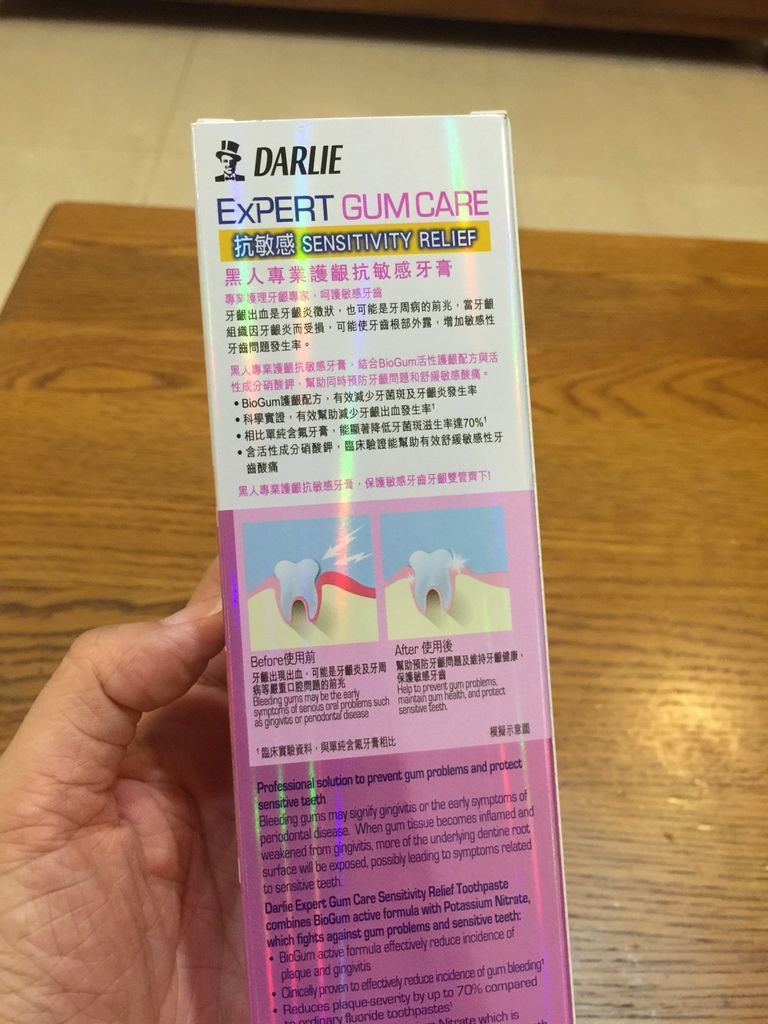 DARLIE
EXPERT GUM CARE
抗敏感 SENSITIVITY RELIEF
黑人專業護齦抗敏感牙膏
專業護理牙齦專家，呵護敏感牙齒
牙齦出血是牙齦炎徵狀，也可能是牙周病的前兆，當牙齦
組織因牙齦炎而受損，可能使牙齒根部外露，增加敏感性
牙齒問題發生率。
黑人專業護齦抗敏感牙膏，結合BioGum活性護齦配方與活
性成分硝酸鉀，幫助同時預防牙齦問題和舒緩敏感酸痛。
• BioGum護齦配方，有效減少牙菌斑及牙齦炎發生率
• 科學實證，有效幫助減少牙齦出血發生率¹
• 相比單純含氟牙膏，能顯著降低牙菌斑滋生率達70%¹
• 含活性成分硝酸鉀，臨床驗證能幫助有效舒緩敏感性牙
齒酸痛
黑人專業護齦抗敏感牙膏，保護敏感牙齒牙齦雙管齊下!
Before使用前
牙齦出現出血，可能是牙齦炎及牙周
病等嚴重口腔問題的前兆
Bleeding gums may be the early
symptoms of serious oral problems such
as gingivitis or periodontal disease
After 使用後
幫助預防牙齦問題及維持牙齦健康，
保護敏感牙齒
Help to prevent gum problems,
maintain gum health, and protect
sensitive teeth.
¹ 臨床實驗資料，與單純含氟牙膏相比
模擬示意圖
Professional solution to prevent gum problems and protect
sensitive teeth
Bleeding gums may signify gingivitis or the early symptoms of
periodontal disease. When gum tissue becomes inflamed and
weakened from gingivitis, more of the underlying dentine root
surface will be exposed, possibly leading to symptoms related
to sensitive teeth.
Darlie Expert Gum Care Sensitivity Relief Toothpaste
combines BioGum active formula with Potassium Nitrate,
which fights against gum problems and sensitive teeth:
• BioGum active formula effectively reduce incidence of
plaque and gingivitis
• Clinically proven to effectively reduce incidence of gum bleeding¹
• Reduces plaque-severity by up to 70% compared
to ordinary fluoride toothpastes¹
Nitrate which is